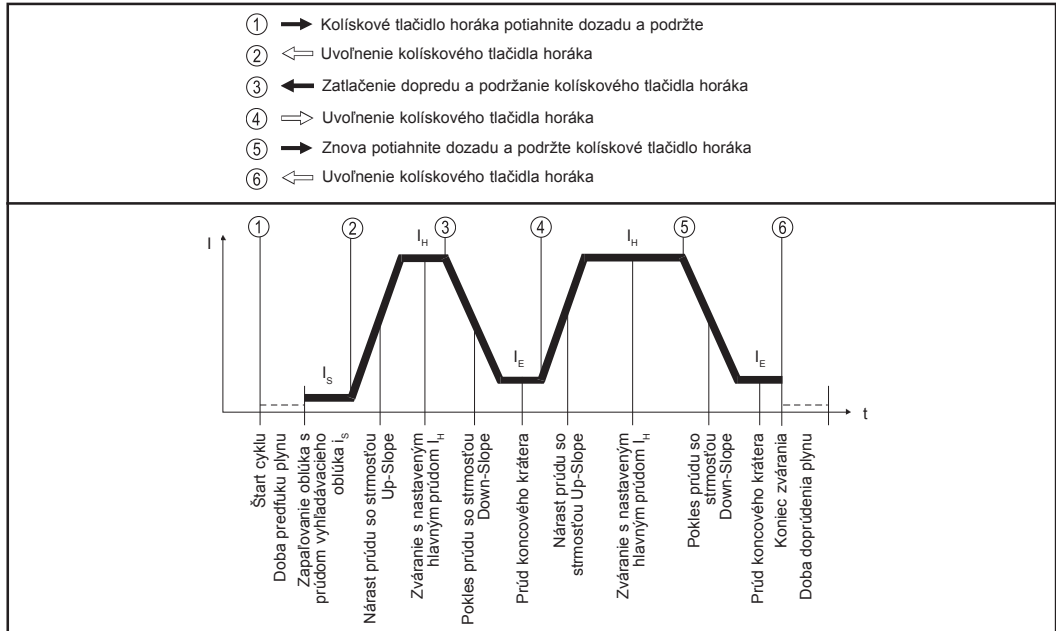 ① Kolískové tlačidlo horáka potiahnite dozadu a podržte
② Uvoľnenie kolískového tlačidla horáka
③ Zatlačenie dopredu a podržanie kolískového tlačidla horáka
④ Uvoľnenie kolískového tlačidla horáka
⑤ Znova potiahnite dozadu a podržte kolískové tlačidlo horáka
⑥ Uvoľnenie kolískového tlačidla horáka
① ② ③ ④ ⑤ ⑥
I
I_H
I_H
I_S
I_E
I_E
t
Štart cyklu
Doba predfuku plynu
Zapaľovanie oblúka s
prúdom vyhľadávacieho
oblúka i_S
Nárast prúdu so strmosťou
Up-Slope
Zváranie s nastaveným
hlavným prúdom I_H
Pokles prúdu so strmosťou
Down-Slope
Prúd koncového krátera
Nárast prúdu so
strmosťou Up-Slope
Zváranie s nastaveným
hlavným prúdom I_H
Pokles prúdu so
strmosťou
Down-Slope
Prúd koncového krátera
Koniec zvárania
Doba doprúdenia plynu